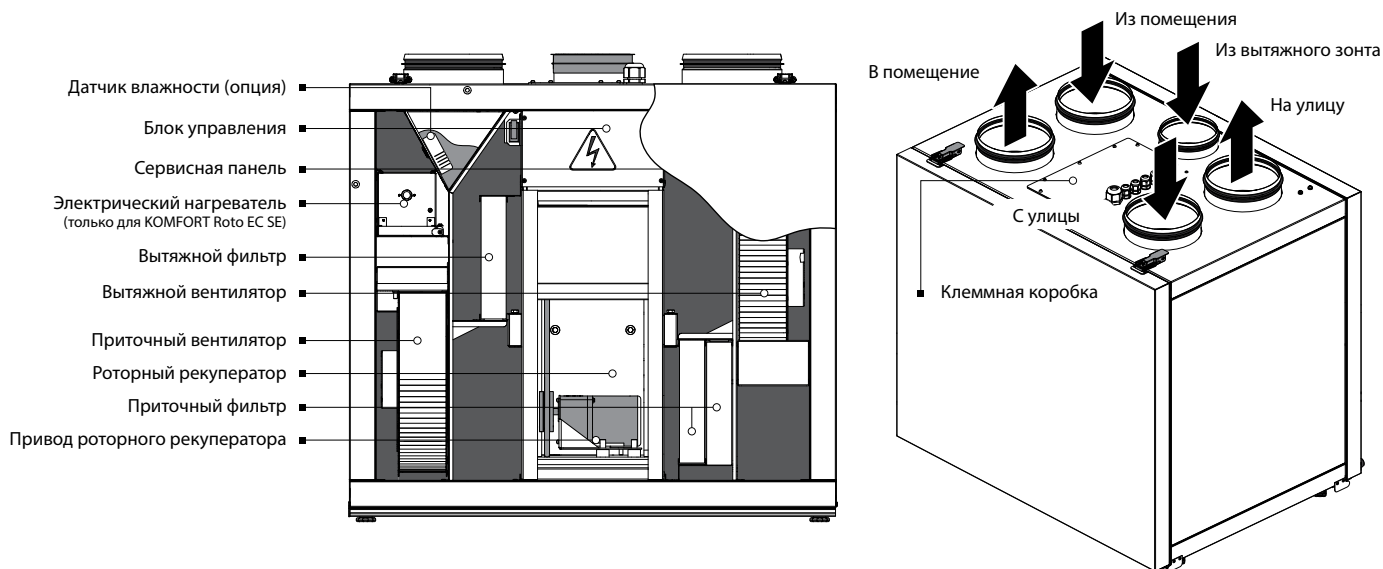 Датчик влажности (опция)
Блок управления
Сервисная панель
Электрический нагреватель
(только для KOMFORT Roto EC SE)
Вытяжной фильтр
Вытяжной вентилятор
Приточный вентилятор
Роторный рекуператор
Приточный фильтр
Привод роторного рекуператора
Из помещения
Из вытяжного зонта
В помещение
На улицу
С улицы
Клеммная коробка